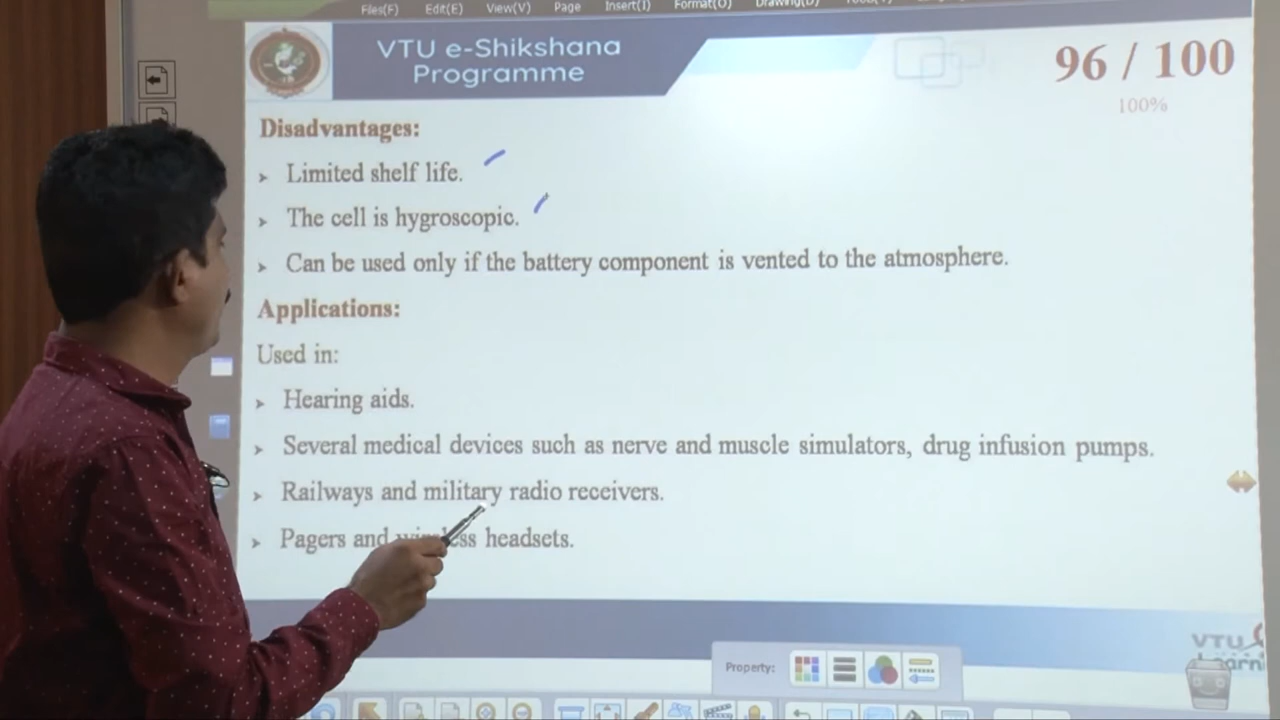 Files(F) Edit(E) View(V) Page Insert(I) Format(O) Drawing(D)
VTU e-Shikshana
Programme
96 / 100
100%
Disadvantages:
➤ Limited shelf life.
➤ The cell is hygroscopic.
➤ Can be used only if the battery component is vented to the atmosphere.
Applications:
Used in:
➤ Hearing aids.
➤ Several medical devices such as nerve and muscle simulators, drug infusion pumps.
➤ Railways and military radio receivers.
➤ Pagers and wireless headsets.
VTU
Property: